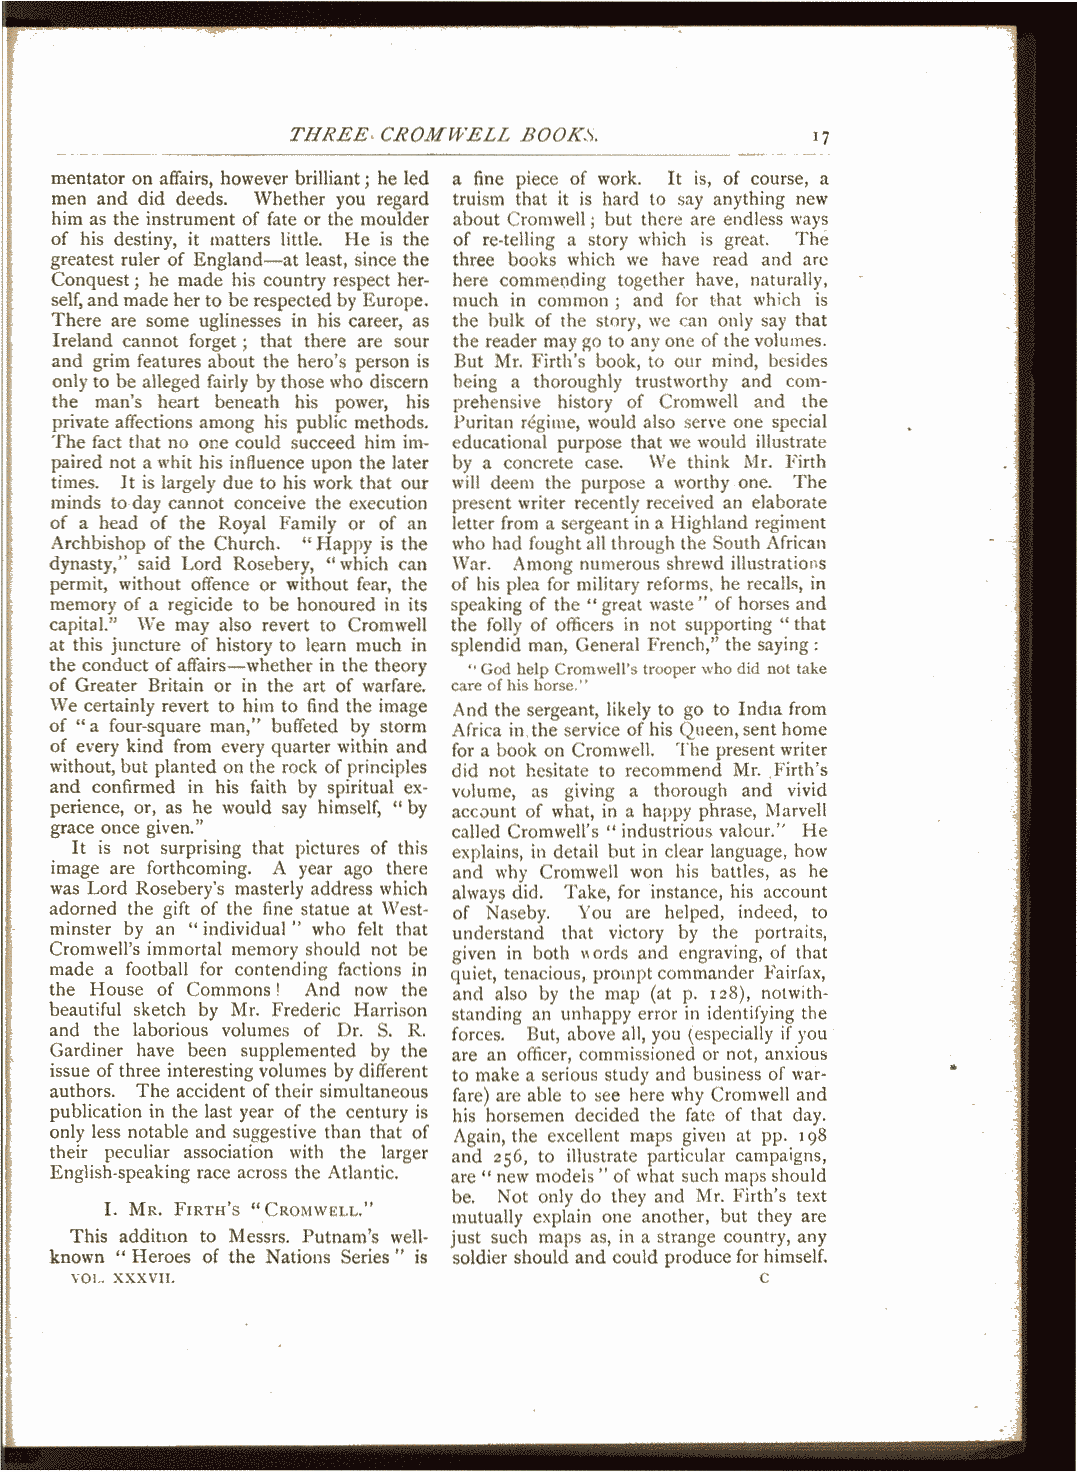 THREE CROMWELL BOOKS. 17
mentator on affairs, however brilliant; he led
men and did deeds. Whether you regard
him as the instrument of fate or the moulder
of his destiny, it matters little. He is the
greatest ruler of England—at least, since the
Conquest; he made his country respect her-
self, and made her to be respected by Europe.
There are some uglinesses in his career, as
Ireland cannot forget; that there are sour
and grim features about the hero's person is
only to be alleged fairly by those who discern
the man's heart beneath his power, his
private affections among his public methods.
The fact that no one could succeed him im-
paired not a whit his influence upon the later
times. It is largely due to his work that our
minds to-day cannot conceive the execution
of a head of the Royal Family or of an
Archbishop of the Church. "Happy is the
dynasty," said Lord Rosebery, "which can
permit, without offence or without fear, the
memory of a regicide to be honoured in its
capital." We may also revert to Cromwell
at this juncture of history to learn much in
the conduct of affairs—whether in the theory
of Greater Britain or in the art of warfare.
We certainly revert to him to find the image
of "a four-square man," buffeted by storm
of every kind from every quarter within and
without, but planted on the rock of principles
and confirmed in his faith by spiritual ex-
perience, or, as he would say himself, "by
grace once given."
It is not surprising that pictures of this
image are forthcoming. A year ago there
was Lord Rosebery's masterly address which
adorned the gift of the fine statue at West-
minster by an "individual" who felt that
Cromwell's immortal memory should not be
made a football for contending factions in
the House of Commons! And now the
beautiful sketch by Mr. Frederic Harrison
and the laborious volumes of Dr. S. R.
Gardiner have been supplemented by the
issue of three interesting volumes by different
authors. The accident of their simultaneous
publication in the last year of the century is
only less notable and suggestive than that of
their peculiar association with the larger
English-speaking race across the Atlantic.
I. MR. FIRTH'S "CROMWELL."
This addition to Messrs. Putnam's well-
known "Heroes of the Nations Series" is
a fine piece of work. It is, of course, a
truism that it is hard to say anything new
about Cromwell; but there are endless ways
of re-telling a story which is great. The
three books which we have read and are
here commending together have, naturally,
much in common; and for that which is
the bulk of the story, we can only say that
the reader may go to any one of the volumes.
But Mr. Firth's book, to our mind, besides
being a thoroughly trustworthy and com-
prehensive history of Cromwell and the
Puritan régime, would also serve one special
educational purpose that we would illustrate
by a concrete case. We think Mr. Firth
will deem the purpose a worthy one. The
present writer recently received an elaborate
letter from a sergeant in a Highland regiment
who had fought all through the South African
War. Among numerous shrewd illustrations
of his plea for military reforms, he recalls, in
speaking of the "great waste" of horses and
the folly of officers in not supporting "that
splendid man, General French," the saying:
"God help Cromwell's trooper who did not take
care of his horse."
And the sergeant, likely to go to India from
Africa in the service of his Queen, sent home
for a book on Cromwell. The present writer
did not hesitate to recommend Mr. Firth's
volume, as giving a thorough and vivid
account of what, in a happy phrase, Marvell
called Cromwell's "industrious valour." He
explains, in detail but in clear language, how
and why Cromwell won his battles, as he
always did. Take, for instance, his account
of Naseby. You are helped, indeed, to
understand that victory by the portraits,
given in both words and engraving, of that
quiet, tenacious, prompt commander Fairfax,
and also by the map (at p. 128), notwith-
standing an unhappy error in identifying the
forces. But, above all, you (especially if you
are an officer, commissioned or not, anxious
to make a serious study and business of war-
fare) are able to see here why Cromwell and
his horsemen decided the fate of that day.
Again, the excellent maps given at pp. 198
and 256, to illustrate particular campaigns,
are "new models" of what such maps should
be. Not only do they and Mr. Firth's text
mutually explain one another, but they are
just such maps as, in a strange country, any
soldier should and could produce for himself.
VOL. XXXVII. C